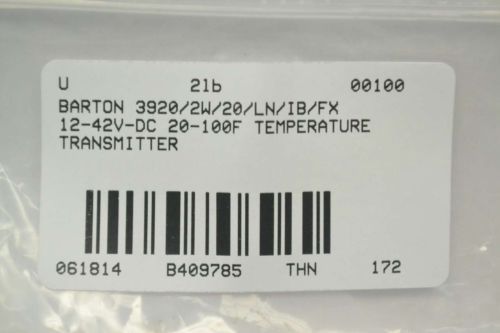 U 21b 00100
BARTON 3920/2W/20/LN/IB/FX
12-42V-DC 20-100F TEMPERATURE
TRANSMITTER
061814 B409785 THN 172